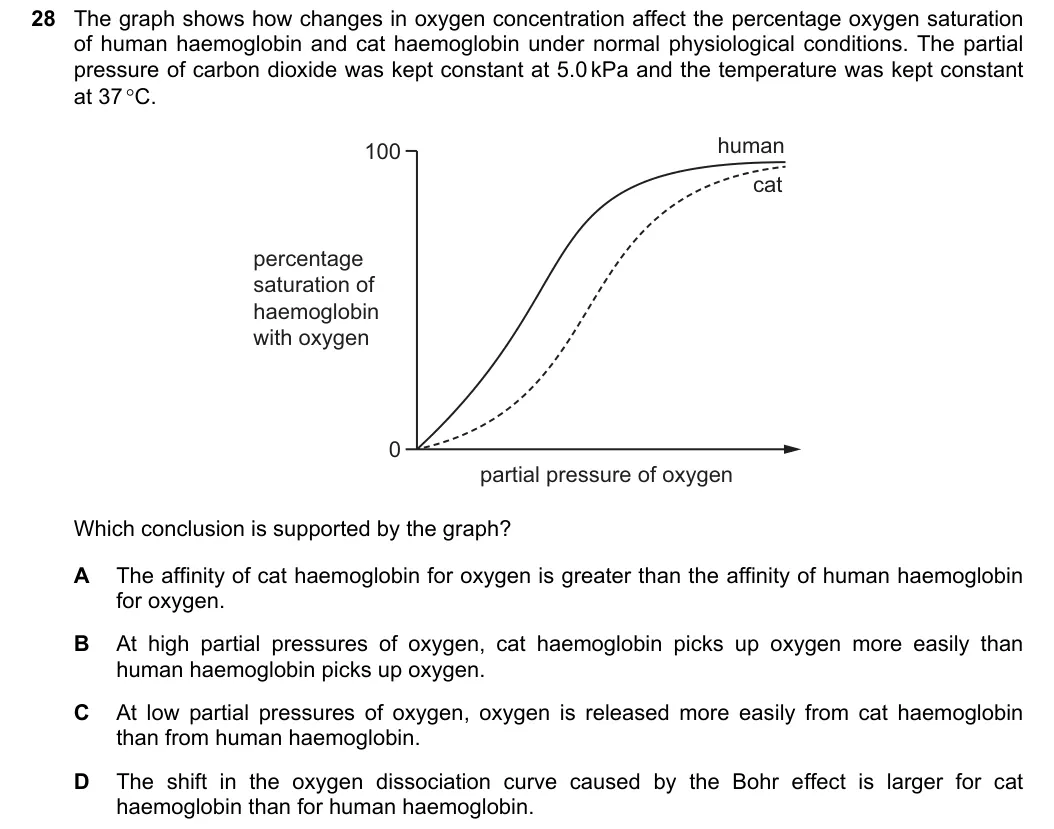 28 The graph shows how changes in oxygen concentration affect the percentage oxygen saturation
of human haemoglobin and cat haemoglobin under normal physiological conditions. The partial
pressure of carbon dioxide was kept constant at 5.0 kPa and the temperature was kept constant
at 37 °C.
100
human
cat
percentage
saturation of
haemoglobin
with oxygen
0
partial pressure of oxygen
Which conclusion is supported by the graph?
A The affinity of cat haemoglobin for oxygen is greater than the affinity of human haemoglobin
for oxygen.
B At high partial pressures of oxygen, cat haemoglobin picks up oxygen more easily than
human haemoglobin picks up oxygen.
C At low partial pressures of oxygen, oxygen is released more easily from cat haemoglobin
than from human haemoglobin.
D The shift in the oxygen dissociation curve caused by the Bohr effect is larger for cat
haemoglobin than for human haemoglobin.